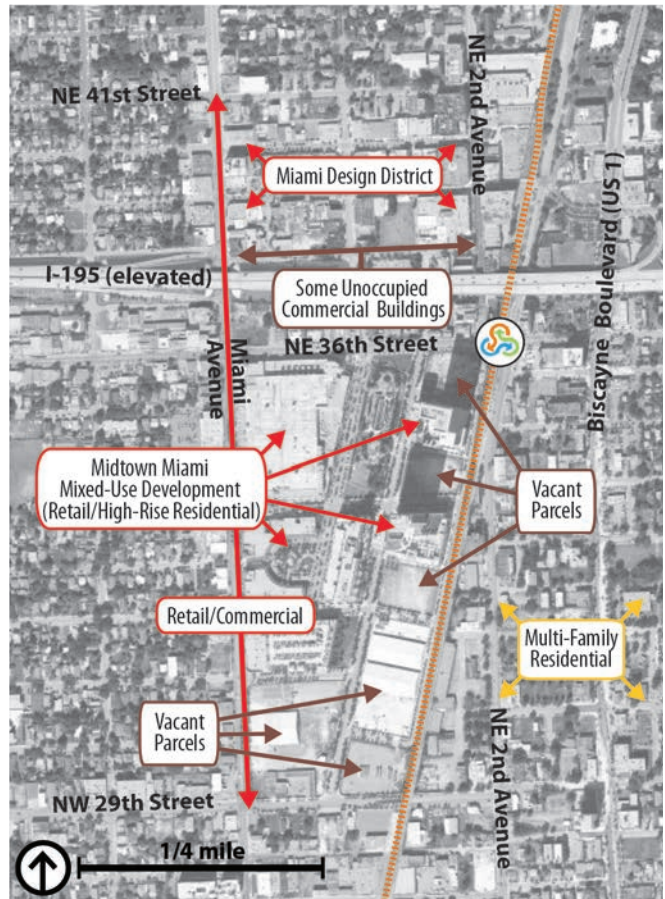 NE 41st Street
NE 2nd Avenue
Miami Design District
Biscayne Boulevard (US 1)
I-195 (elevated)
Some Unoccupied
Commercial Buildings
NE 36th Street
Miami
Avenue
Midtown Miami
Mixed-Use Development
(Retail/High-Rise Residential)
Vacant
Parcels
Retail/Commercial
Multi-Family
Residential
Vacant
Parcels
NE 2nd Avenue
NW 29th Street
1/4 mile